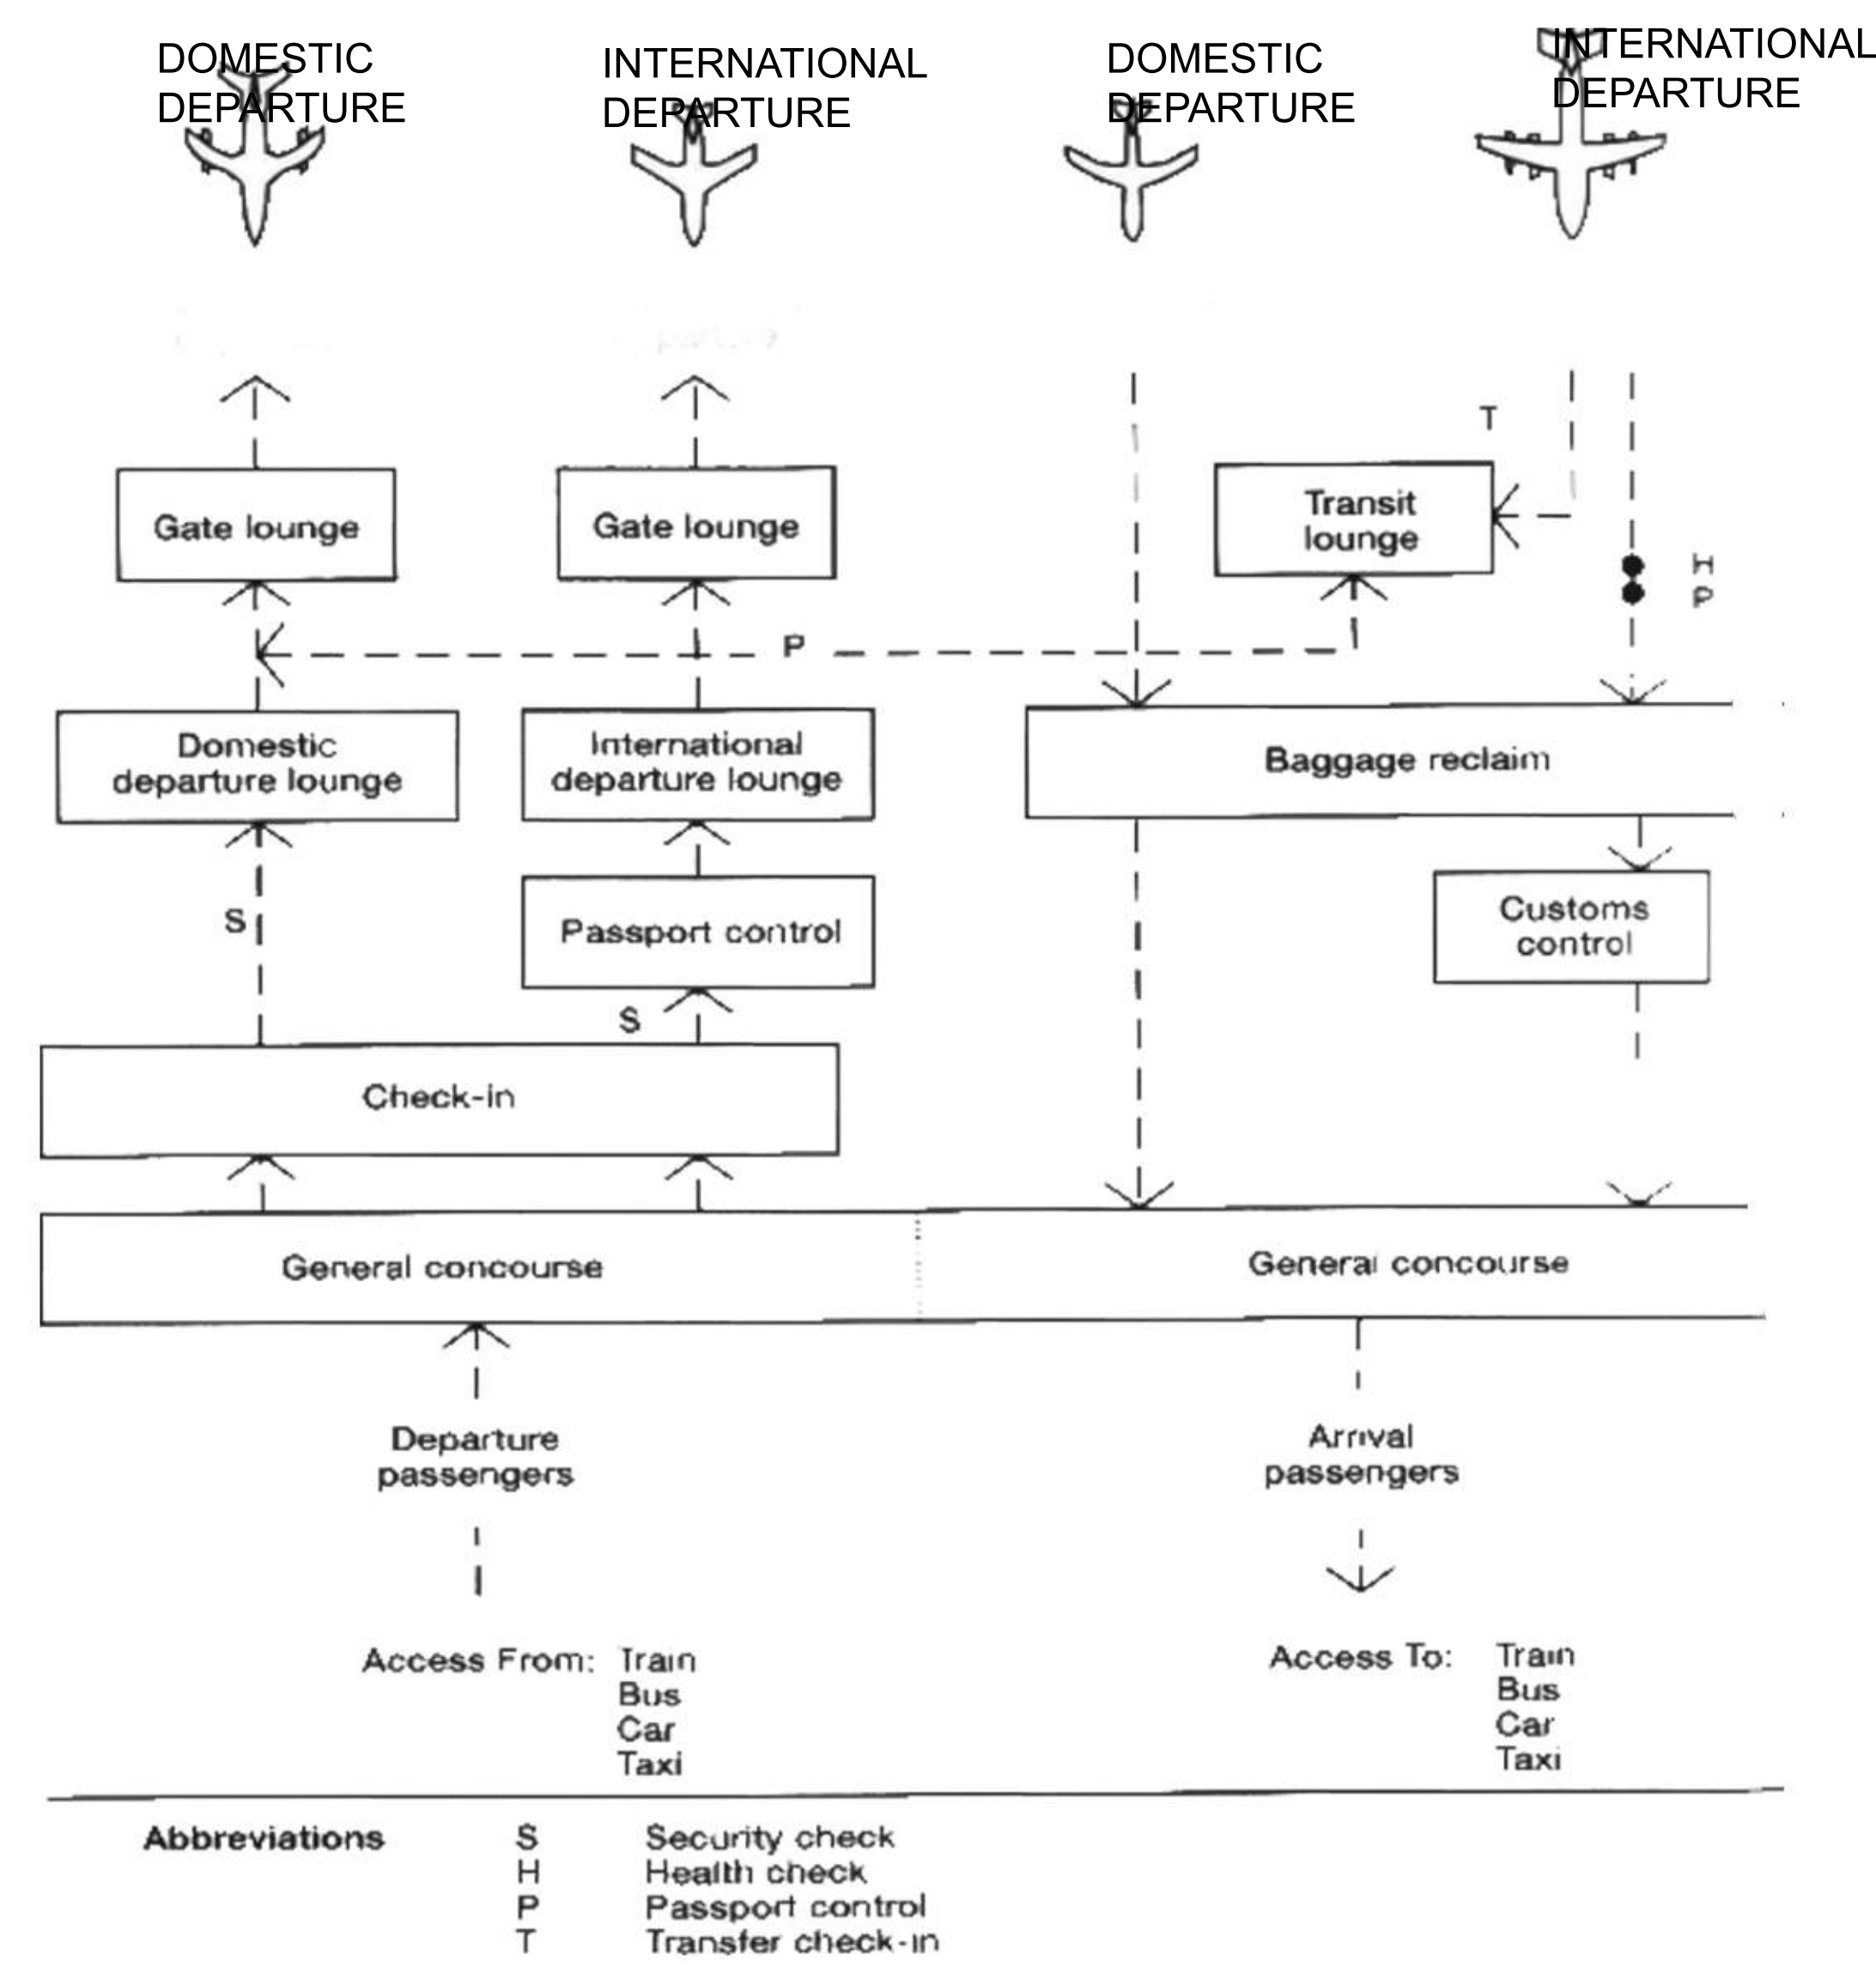 DOMESTIC
DEPARTURE
INTERNATIONAL
DEPARTURE
DOMESTIC
DEPARTURE
INTERNATIONAL
DEPARTURE
T
Gate lounge
Gate lounge
Transit
lounge
H
P
P
Domestic
departure lounge
International
departure lounge
Baggage reclaim
S
Passport control
Customs
control
S
Check-in
General concourse
General concourse
Departure
passengers
Arrival
passengers
Access From: Train
Bus
Car
Taxi
Access To: Train
Bus
Car
Taxi
Abbreviations S Security check
H Health check
P Passport control
T Transfer check-in